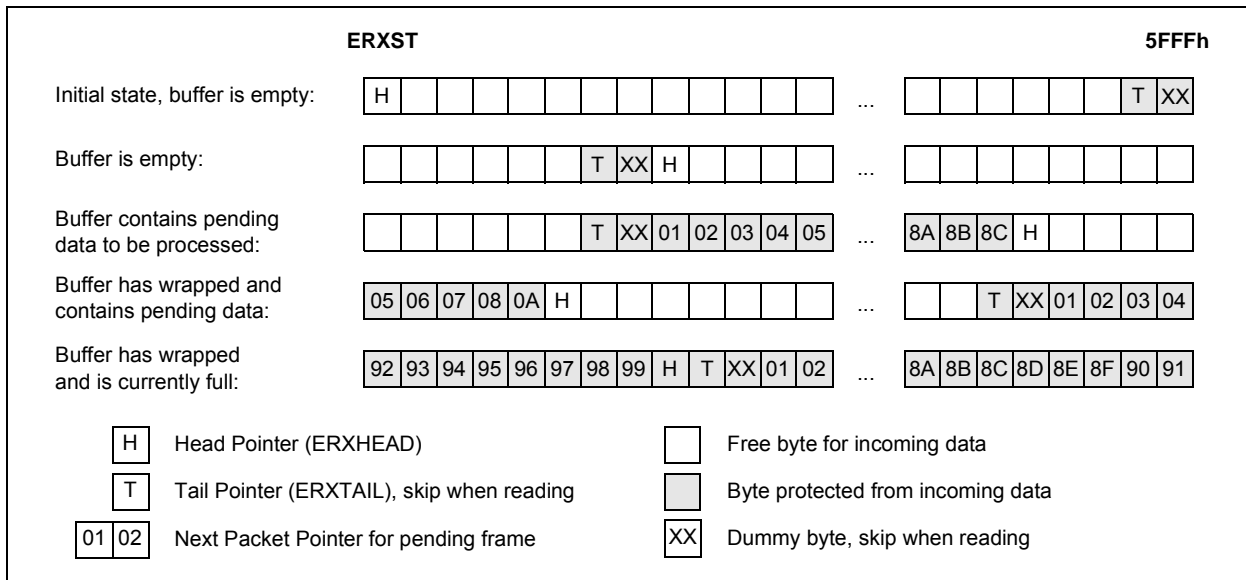 ERXST 5FFFh
Initial state, buffer is empty: H ... T XX
Buffer is empty: T XX H ...
Buffer contains pending
data to be processed: T XX 01 02 03 04 05 ... 8A 8B 8C H
Buffer has wrapped and
contains pending data: 05 06 07 08 0A H ... T XX 01 02 03 04
Buffer has wrapped
and is currently full: 92 93 94 95 96 97 98 99 H T XX 01 02 ... 8A 8B 8C 8D 8E 8F 90 91
H Head Pointer (ERXHEAD) Free byte for incoming data
T Tail Pointer (ERXTAIL), skip when reading Byte protected from incoming data
01 02 Next Packet Pointer for pending frame XX Dummy byte, skip when reading